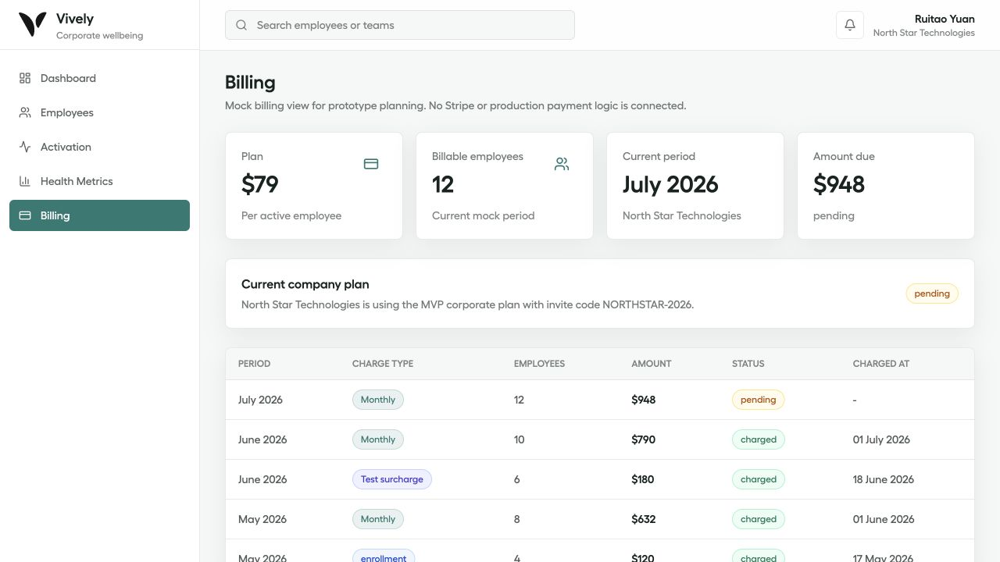 Vively
Corporate wellbeing
Search employees or teams
Ruitao Yuan
North Star Technologies
Dashboard
Employees
Activation
Health Metrics
Billing
Billing
Mock billing view for prototype planning. No Stripe or production payment logic is connected.
Plan
$79
Per active employee
Billable employees
12
Current mock period
Current period
July 2026
North Star Technologies
Amount due
$948
pending
Current company plan
North Star Technologies is using the MVP corporate plan with invite code NORTHSTAR-2026.
pending
PERIOD CHARGE TYPE EMPLOYEES AMOUNT STATUS CHARGED AT
July 2026 Monthly 12 $948 pending -
June 2026 Monthly 10 $790 charged 01 July 2026
June 2026 Test surcharge 6 $180 charged 18 June 2026
May 2026 Monthly 8 $632 charged 01 June 2026
May 2026 enrollment 4 $120 charged 17 May 2026